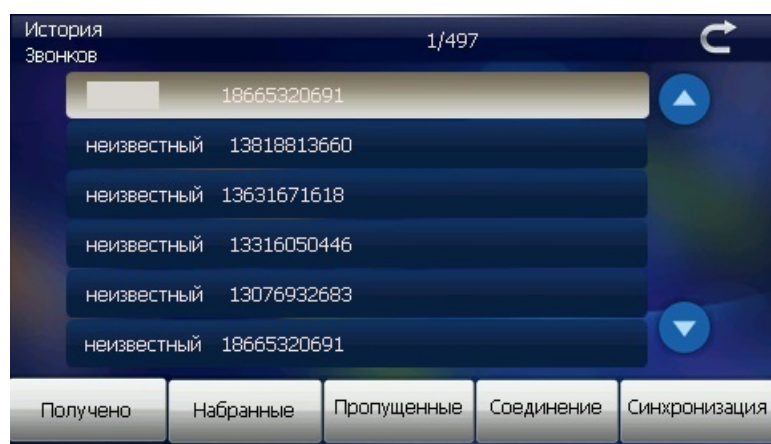 История
Звонков
1/497
18665320691
неизвестный 13818813660
неизвестный 13631671618
неизвестный 13316050446
неизвестный 13076932683
неизвестный 18665320691
Получено Набранные Пропущенные Соединение Синхронизация